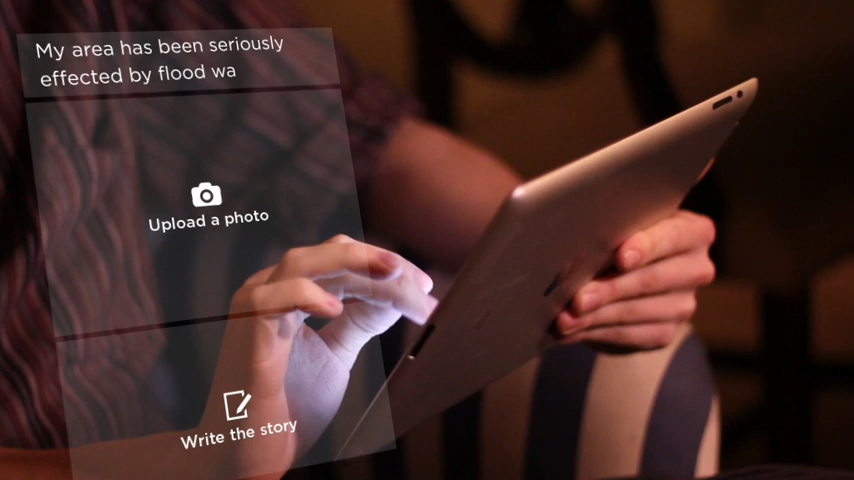 My area has been seriously
effected by flood wa
Upload a photo
Write the story